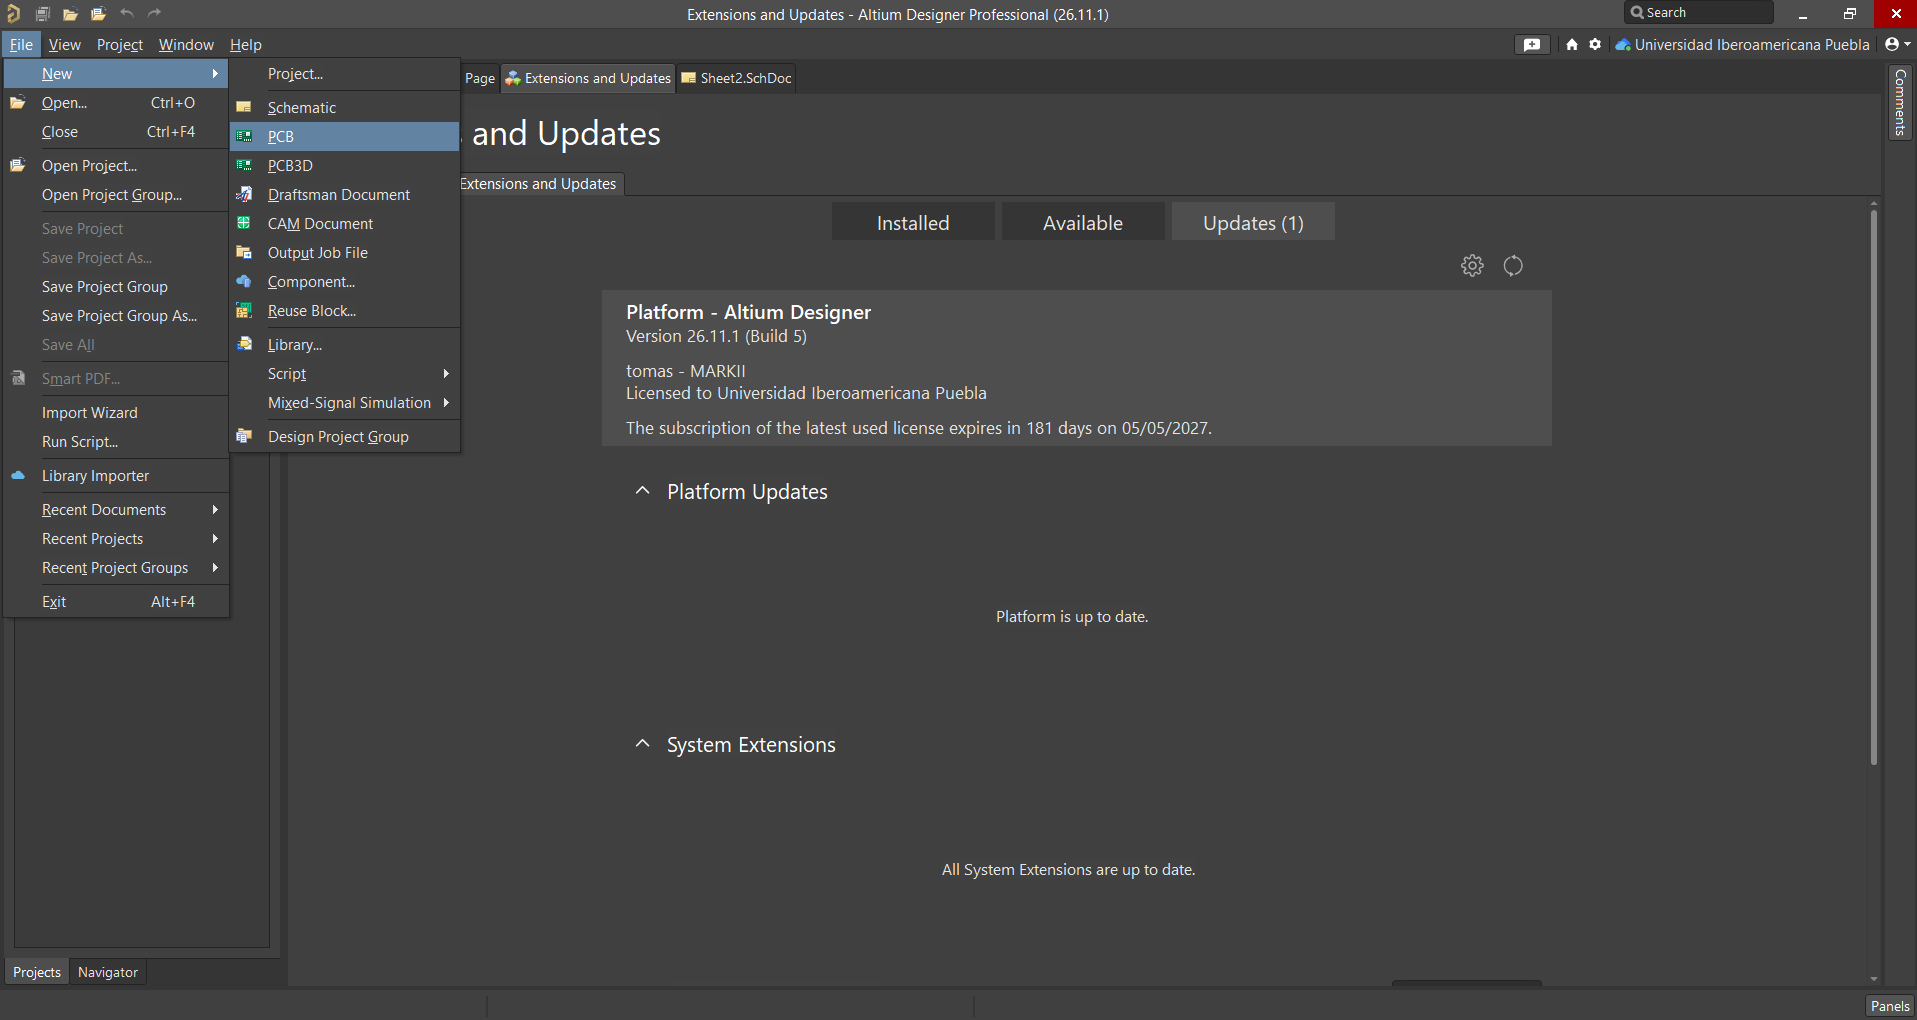 Extensions and Updates - Altium Designer Professional (26.11.1)
Search
File View Project Window Help
Universidad Iberoamericana Puebla
New
Open... Ctrl+O
Close Ctrl+F4
Open Project...
Open Project Group...
Save Project
Save Project As...
Save Project Group
Save Project Group As...
Save All
Smart PDF...
Import Wizard
Run Script...
Library Importer
Recent Documents
Recent Projects
Recent Project Groups
Exit Alt+F4
Project...
Schematic
PCB
PCB3D
Draftsman Document
CAM Document
Output Job File
Component...
Reuse Block...
Library...
Script
Mixed-Signal Simulation
Design Project Group
Page
Extensions and Updates
Sheet2.SchDoc
Comments
and Updates
Extensions and Updates
Installed
Available
Updates (1)
Platform - Altium Designer
Version 26.11.1 (Build 5)
tomas - MARKII
Licensed to Universidad Iberoamericana Puebla
The subscription of the latest used license expires in 181 days on 05/05/2027.
Platform Updates
Platform is up to date.
System Extensions
All System Extensions are up to date.
Projects Navigator
Panels